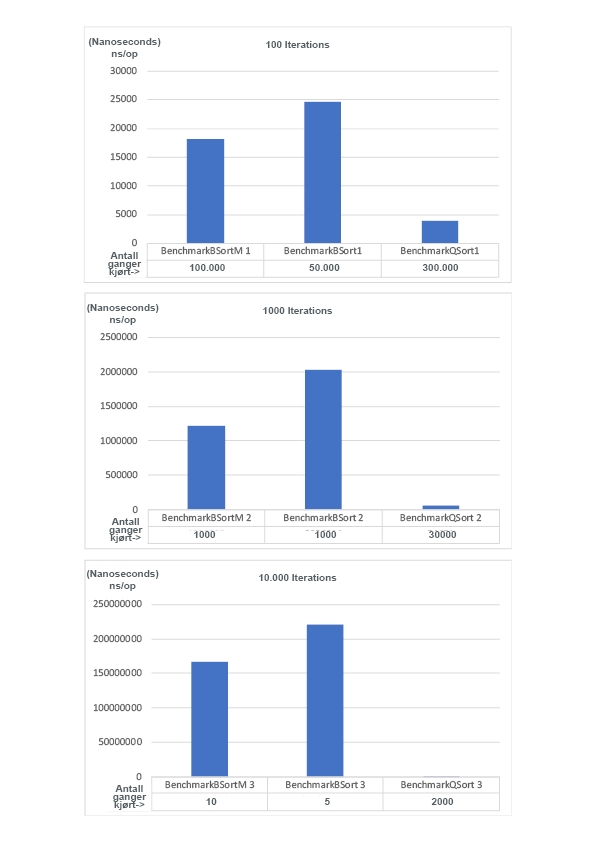 (Nanoseconds)
ns/op
100 Iterations
30000
25000
20000
15000
10000
5000
0
BenchmarkBSortM 1 BenchmarkBSort1 BenchmarkQSort1
Antall
ganger
kjørt->
100.000 50.000 300.000
(Nanoseconds)
ns/op
1000 Iterations
2500000
2000000
1500000
1000000
500000
0
BenchmarkBSortM 2 BenchmarkBSort 2 BenchmarkQSort 2
Antall
ganger
kjørt->
1000 1000 30000
(Nanoseconds)
ns/op
10.000 Iterations
250000000
200000000
150000000
100000000
50000000
0
BenchmarkBSortM 3 BenchmarkBSort 3 BenchmarkQSort 3
Antall
ganger
kjørt->
10 5 2000